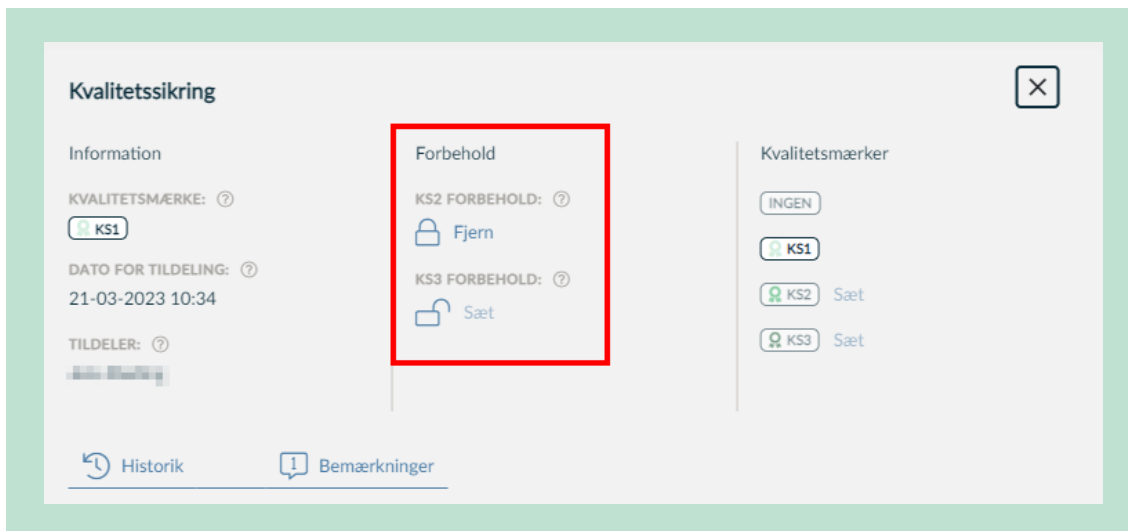 Kvalitetssikring
Information
KVALITETSMÆRKE:
KS1
DATO FOR TILDELING:
21-03-2023 10:34
TILDELER:
Forbehold
KS2 FORBEHOLD:
Fjern
KS3 FORBEHOLD:
Sæt
Kvalitetsmærker
INGEN
KS1
KS2 Sæt
KS3 Sæt
Historik
1 Bemærkninger